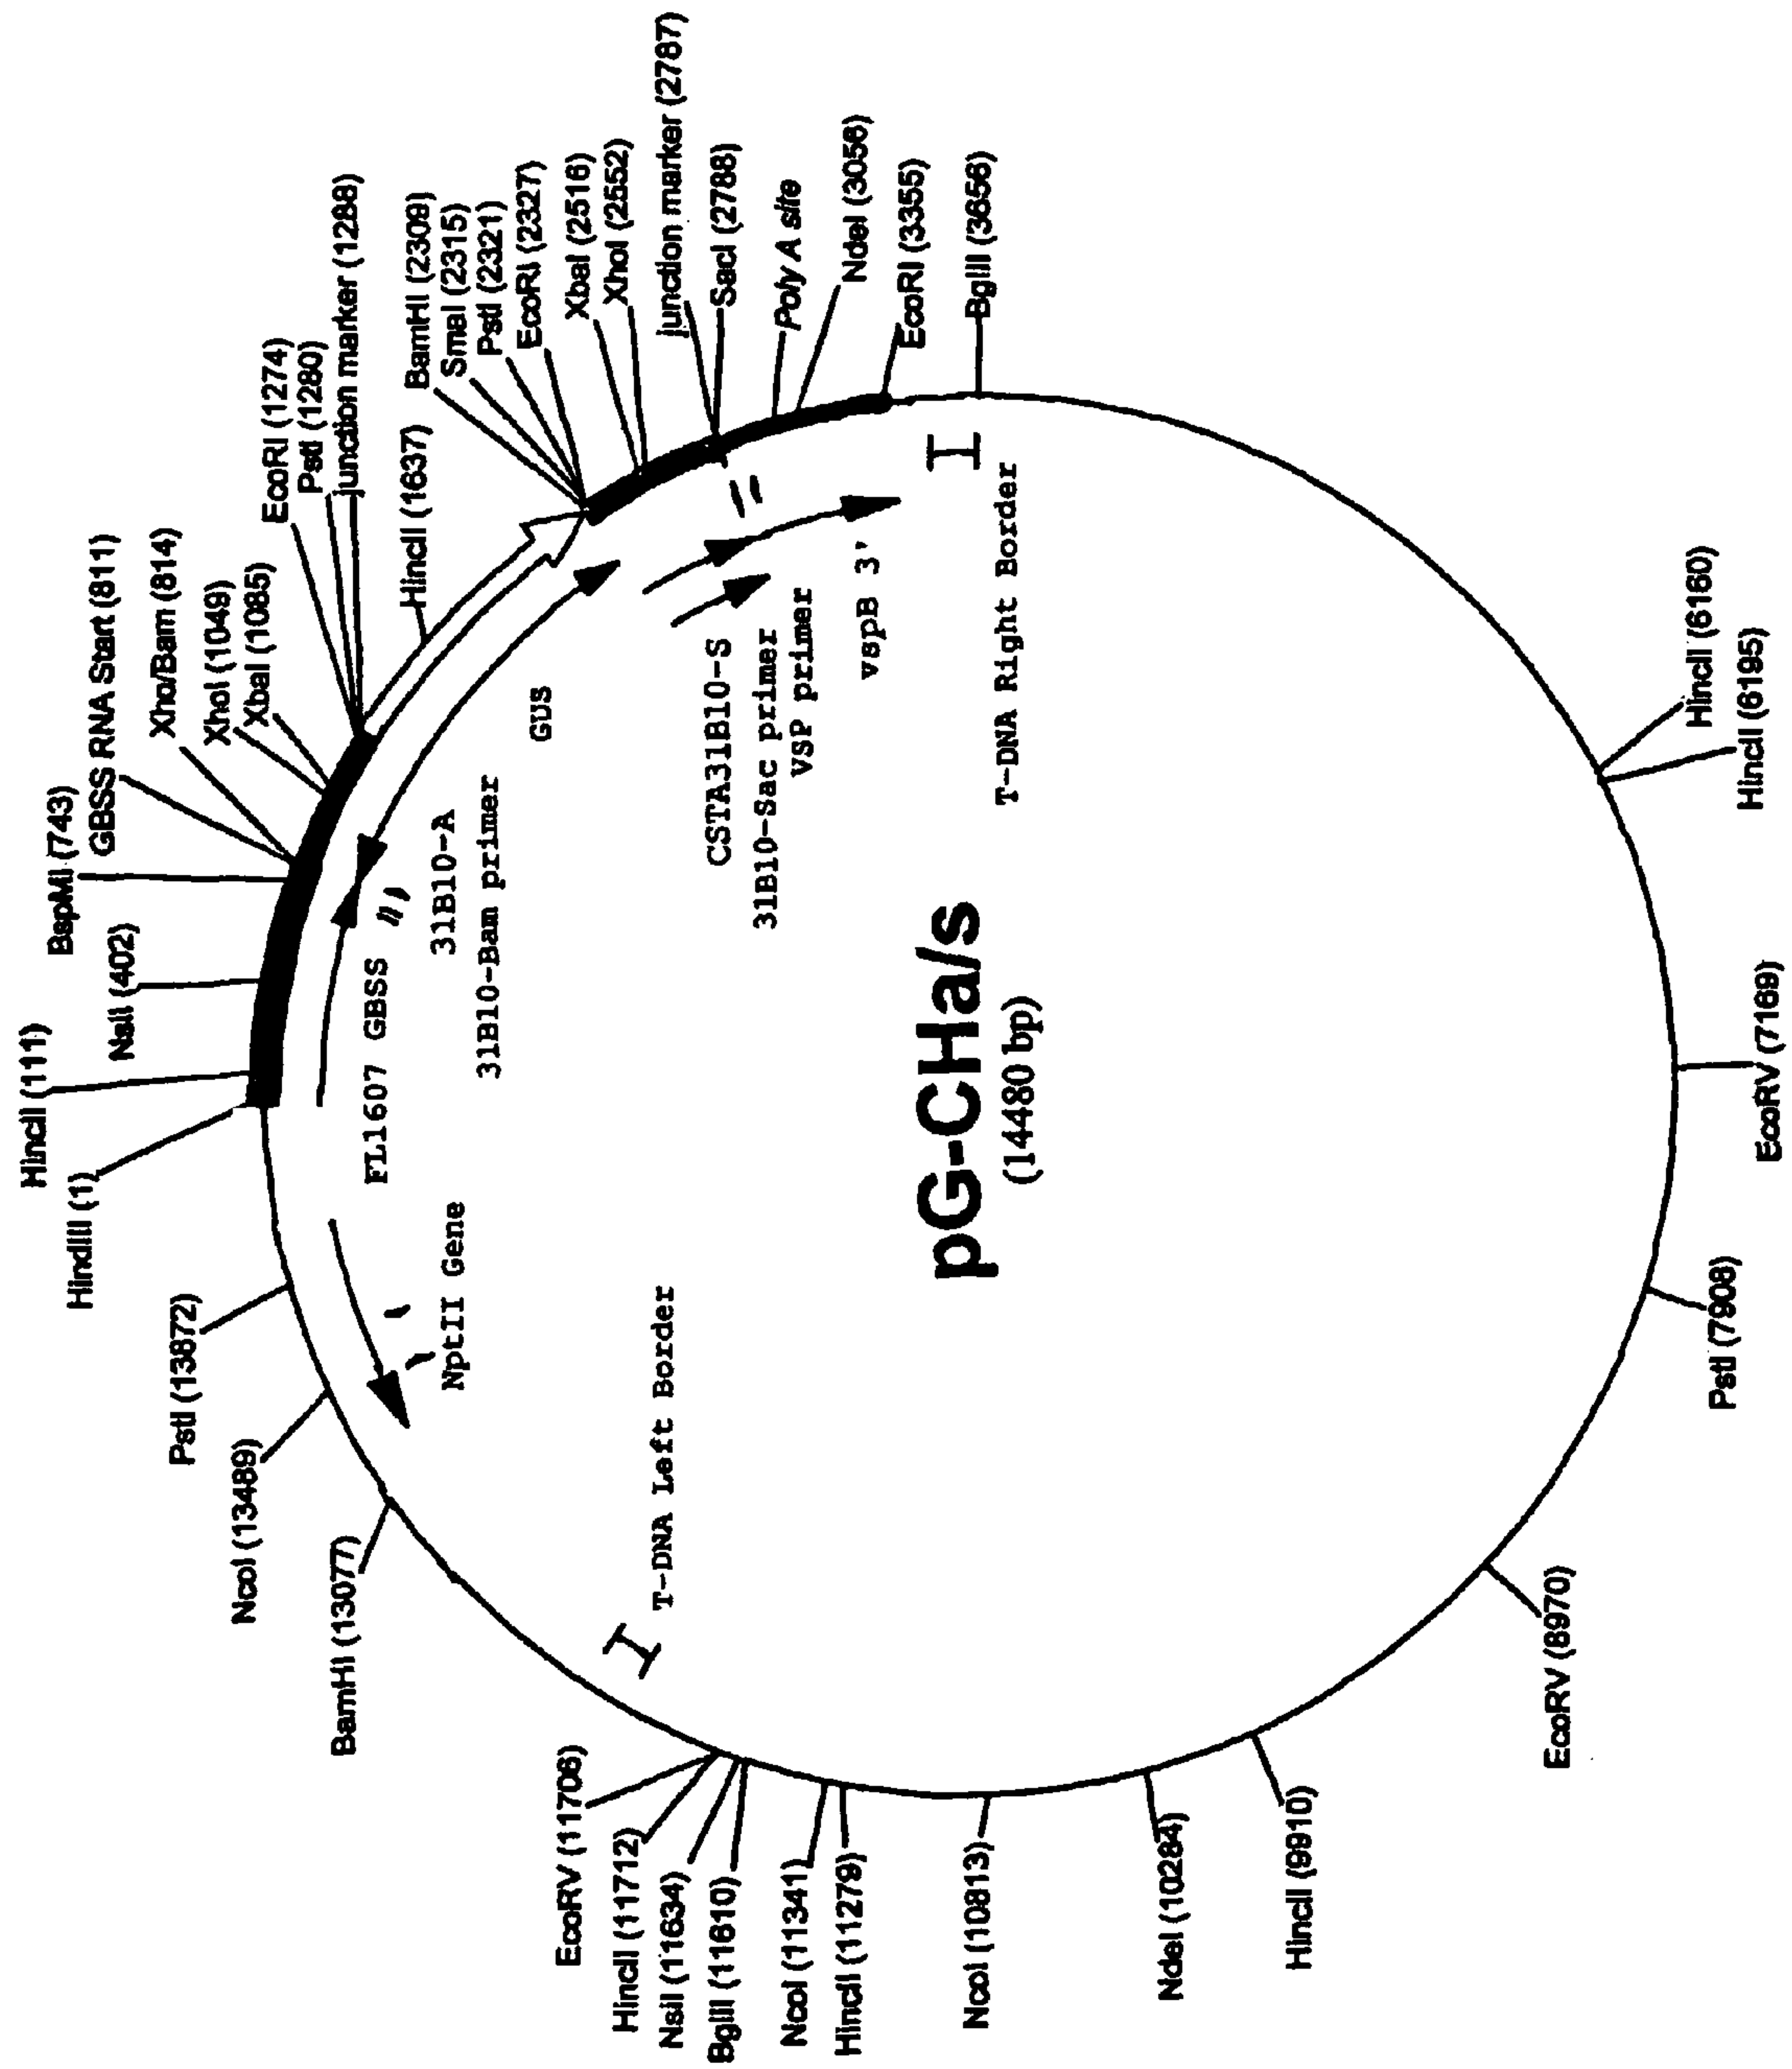 HindIII (1)
HincII (111)
NsiI (402)
BspMI (743)
GBSS RNA Start (811)
Xho/Bam (814)
XhoI (1049)
XbaI (1085)
EcoRI (1274)
PstI (1280)
junction marker (1288)
HincII (1637)
BamHI (2309)
SmaI (2315)
PstI (2321)
EcoRI (2327)
XbaI (2516)
XhoI (2552)
junction marker (2787)
SacI (2788)
Poly A site
NdeI (3056)
EcoRI (3355)
BglII (3656)
HincII (6160)
HincII (6195)
EcoRV (7169)
PstI (7908)
EcoRV (8970)
HincII (9910)
NdeI (10284)
NcoI (10813)
HincII (11279)
NcoI (11341)
BglII (11610)
NsiI (11634)
HincII (11712)
EcoRV (11706)
BamHI (13077)
NcoI (13489)
PstI (13872)
NptII Gene
FL1607 GBSS
31B10-A
31B10-Bam primer
GUS
CSTA31B10-S
31B10-Sac primer
VSP primer
vspB 3'
T-DNA Right Border
T-DNA Left Border
pG-CHa/s
(14480 bp)